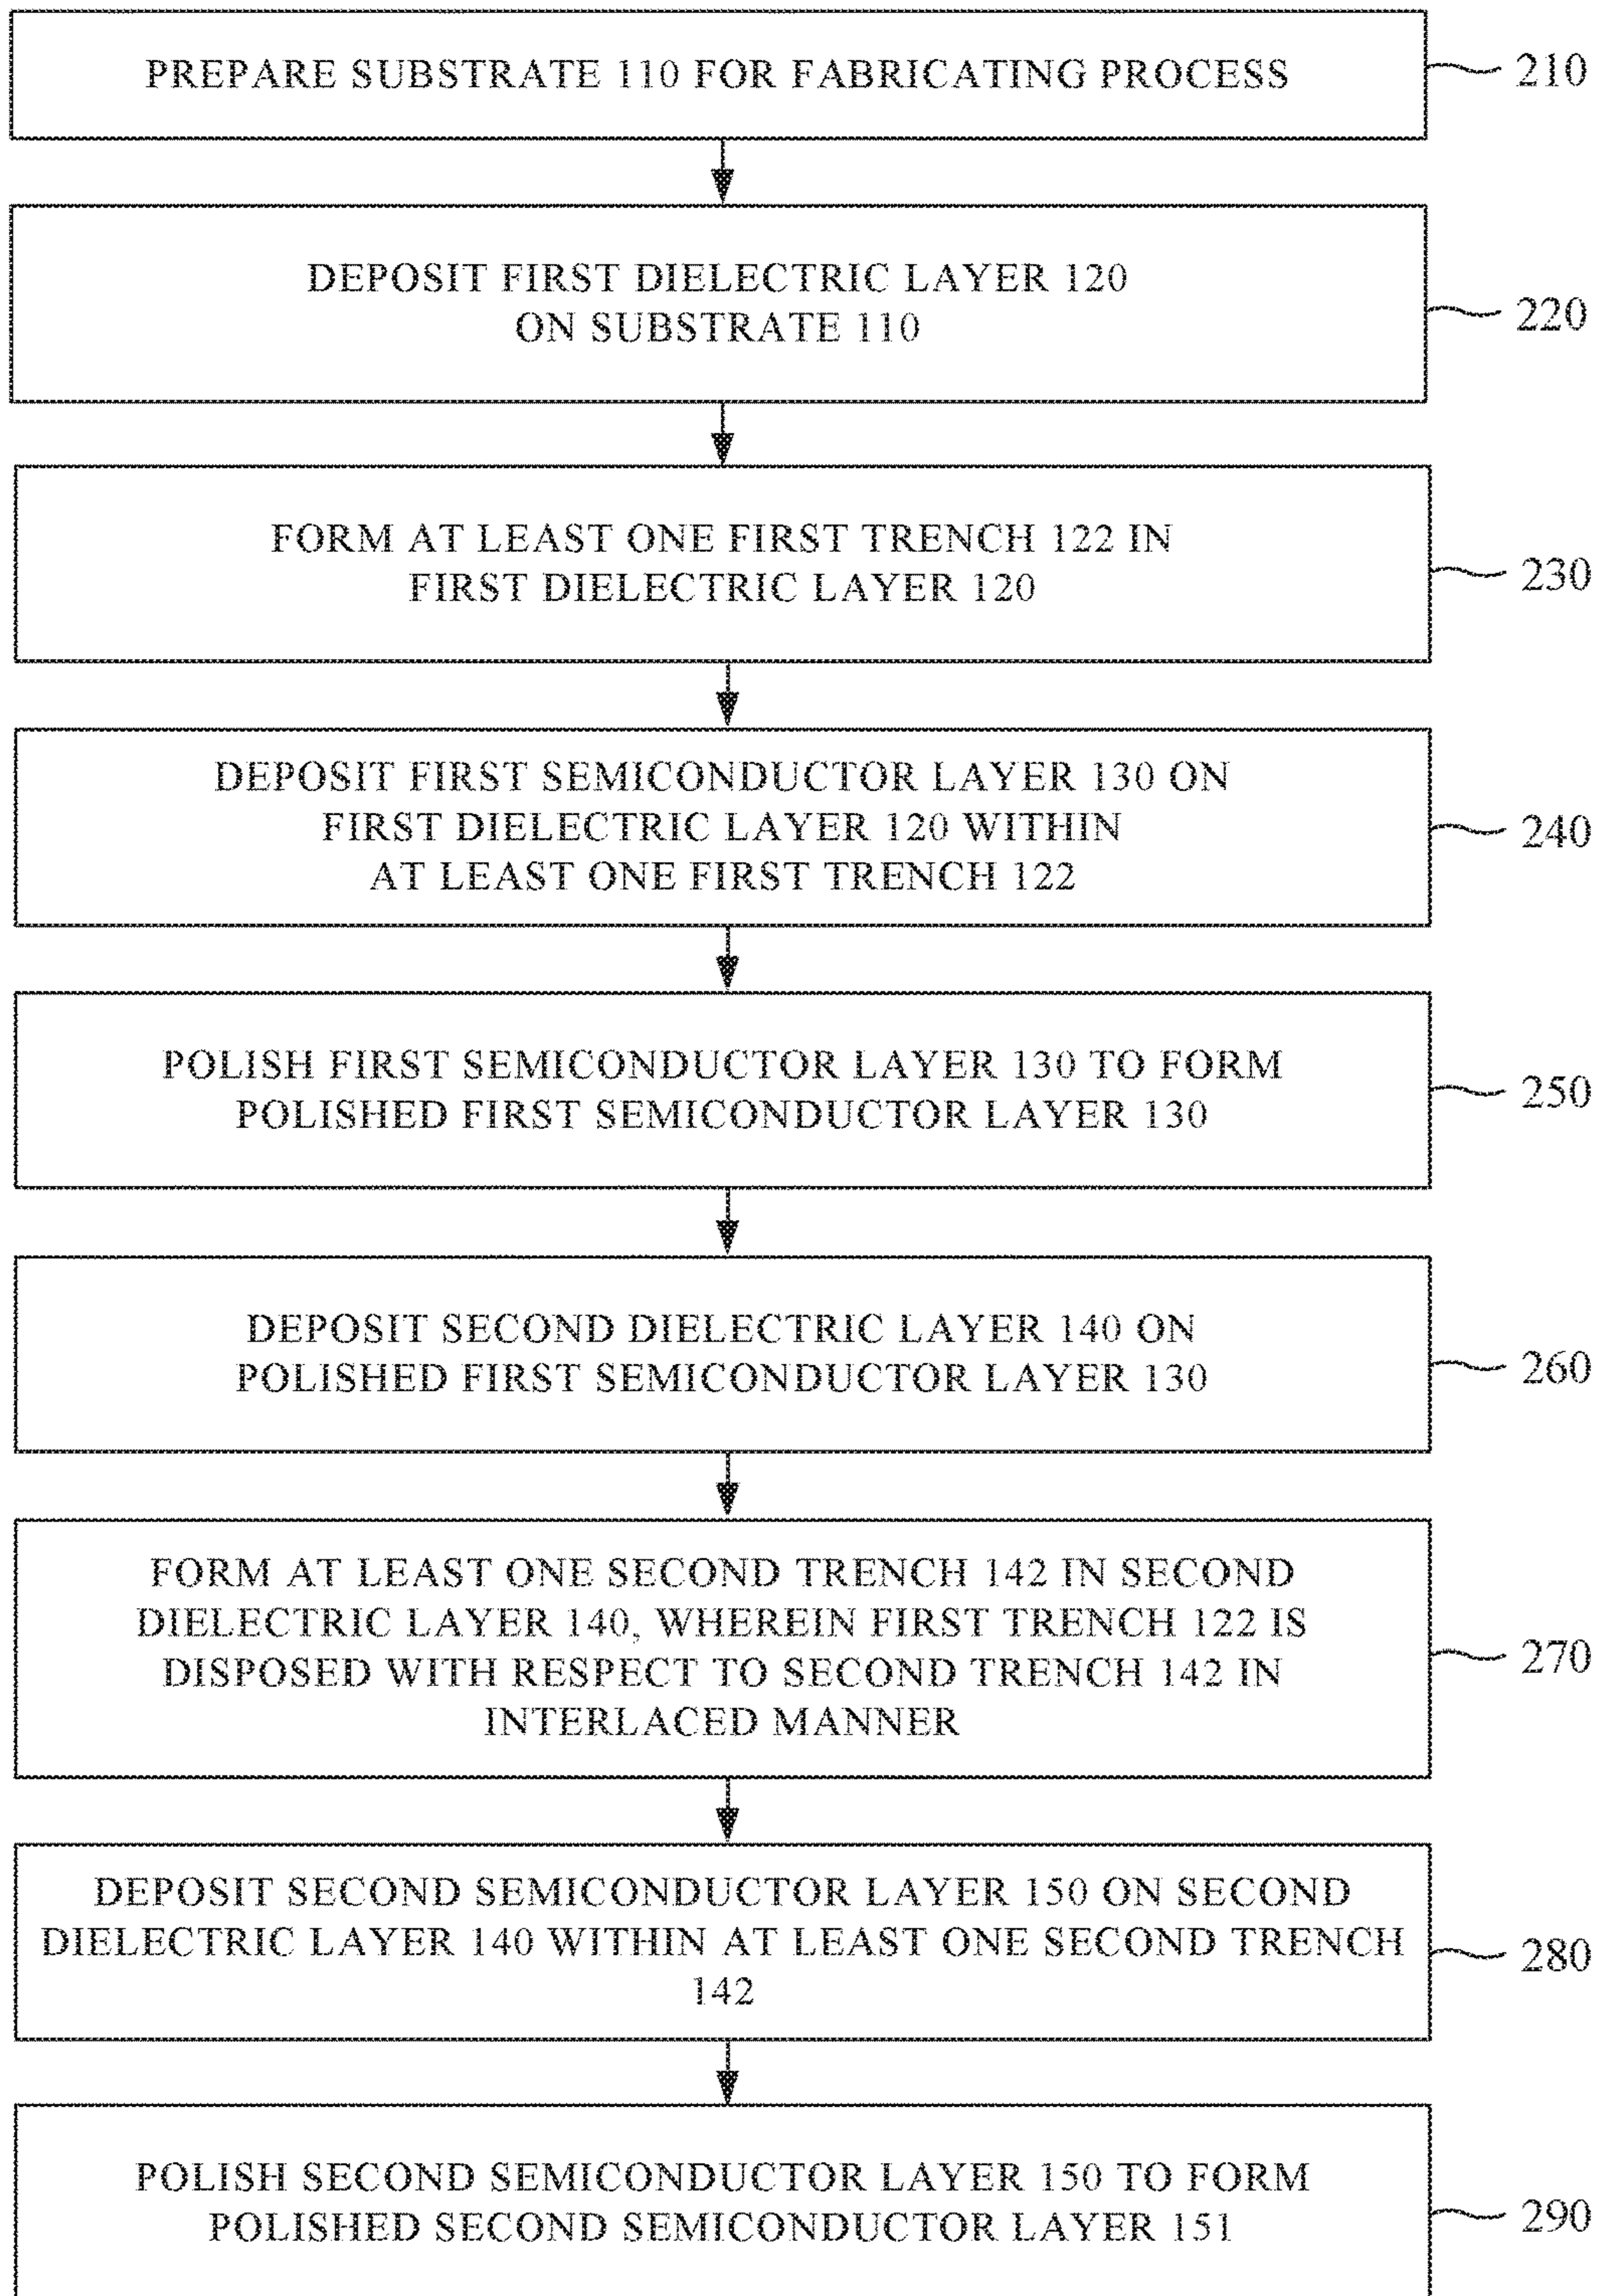 PREPARE SUBSTRATE 110 FOR FABRICATING PROCESS
210
DEPOSIT FIRST DIELECTRIC LAYER 120
ON SUBSTRATE 110
220
FORM AT LEAST ONE FIRST TRENCH 122 IN
FIRST DIELECTRIC LAYER 120
230
DEPOSIT FIRST SEMICONDUCTOR LAYER 130 ON
FIRST DIELECTRIC LAYER 120 WITHIN
AT LEAST ONE FIRST TRENCH 122
240
POLISH FIRST SEMICONDUCTOR LAYER 130 TO FORM
POLISHED FIRST SEMICONDUCTOR LAYER 130
250
DEPOSIT SECOND DIELECTRIC LAYER 140 ON
POLISHED FIRST SEMICONDUCTOR LAYER 130
260
FORM AT LEAST ONE SECOND TRENCH 142 IN SECOND
DIELECTRIC LAYER 140, WHEREIN FIRST TRENCH 122 IS
DISPOSED WITH RESPECT TO SECOND TRENCH 142 IN
INTERLACED MANNER
270
DEPOSIT SECOND SEMICONDUCTOR LAYER 150 ON SECOND
DIELECTRIC LAYER 140 WITHIN AT LEAST ONE SECOND TRENCH
142
280
POLISH SECOND SEMICONDUCTOR LAYER 150 TO FORM
POLISHED SECOND SEMICONDUCTOR LAYER 151
290